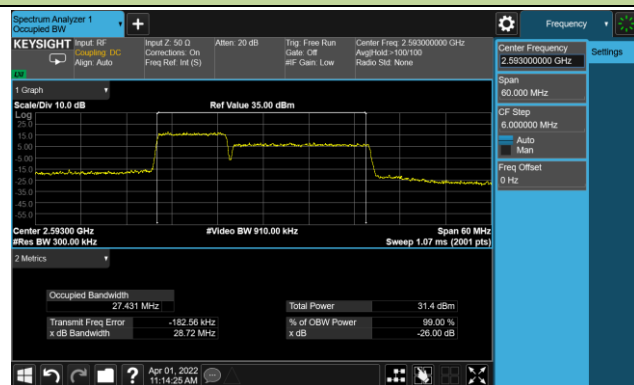 Spectrum Analyzer 1
Occupied BW
Frequency
KEYSIGHT
Input: RF
Coupling: DC
Align: Auto
Input Z: 50 Ω
Corrections: On
Freq Ref: Int (S)
Atten: 20 dB
Trig: Free Run
Gate: Off
#IF Gain: Low
Center Freq: 2.593000000 GHz
Avg|Hold:>100/100
Radio Std: None
Center Frequency
2.593000000 GHz
Settings
Span
60.000 MHz
CF Step
6.000000 MHz
Auto
Man
Freq Offset
0 Hz
1 Graph
Scale/Div 10.0 dB
Ref Value 35.00 dBm
Log
25.0
15.0
5.00
-5.00
-15.0
-25.0
-35.0
-45.0
-55.0
Center 2.59300 GHz
#Video BW 910.00 kHz
Span 60 MHz
#Res BW 300.00 kHz
Sweep 1.07 ms (2001 pts)
2 Metrics
Occupied Bandwidth
27.431 MHz
Total Power
31.4 dBm
Transmit Freq Error
-182.56 kHz
% of OBW Power
99.00 %
x dB Bandwidth
28.72 MHz
x dB
-26.00 dB
Apr 01, 2022
11:14:25 AM